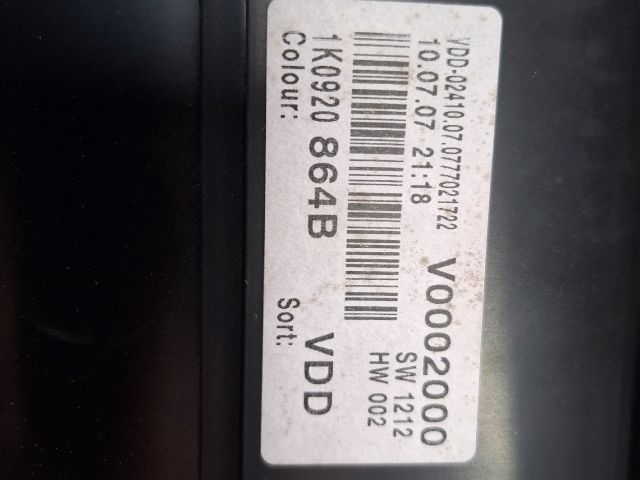 VDD-02410.07.0777021722
10.07.07 21:18
V0002000
SW 1212
HW 002
1K0920 864B VDD
Colour: Sort: